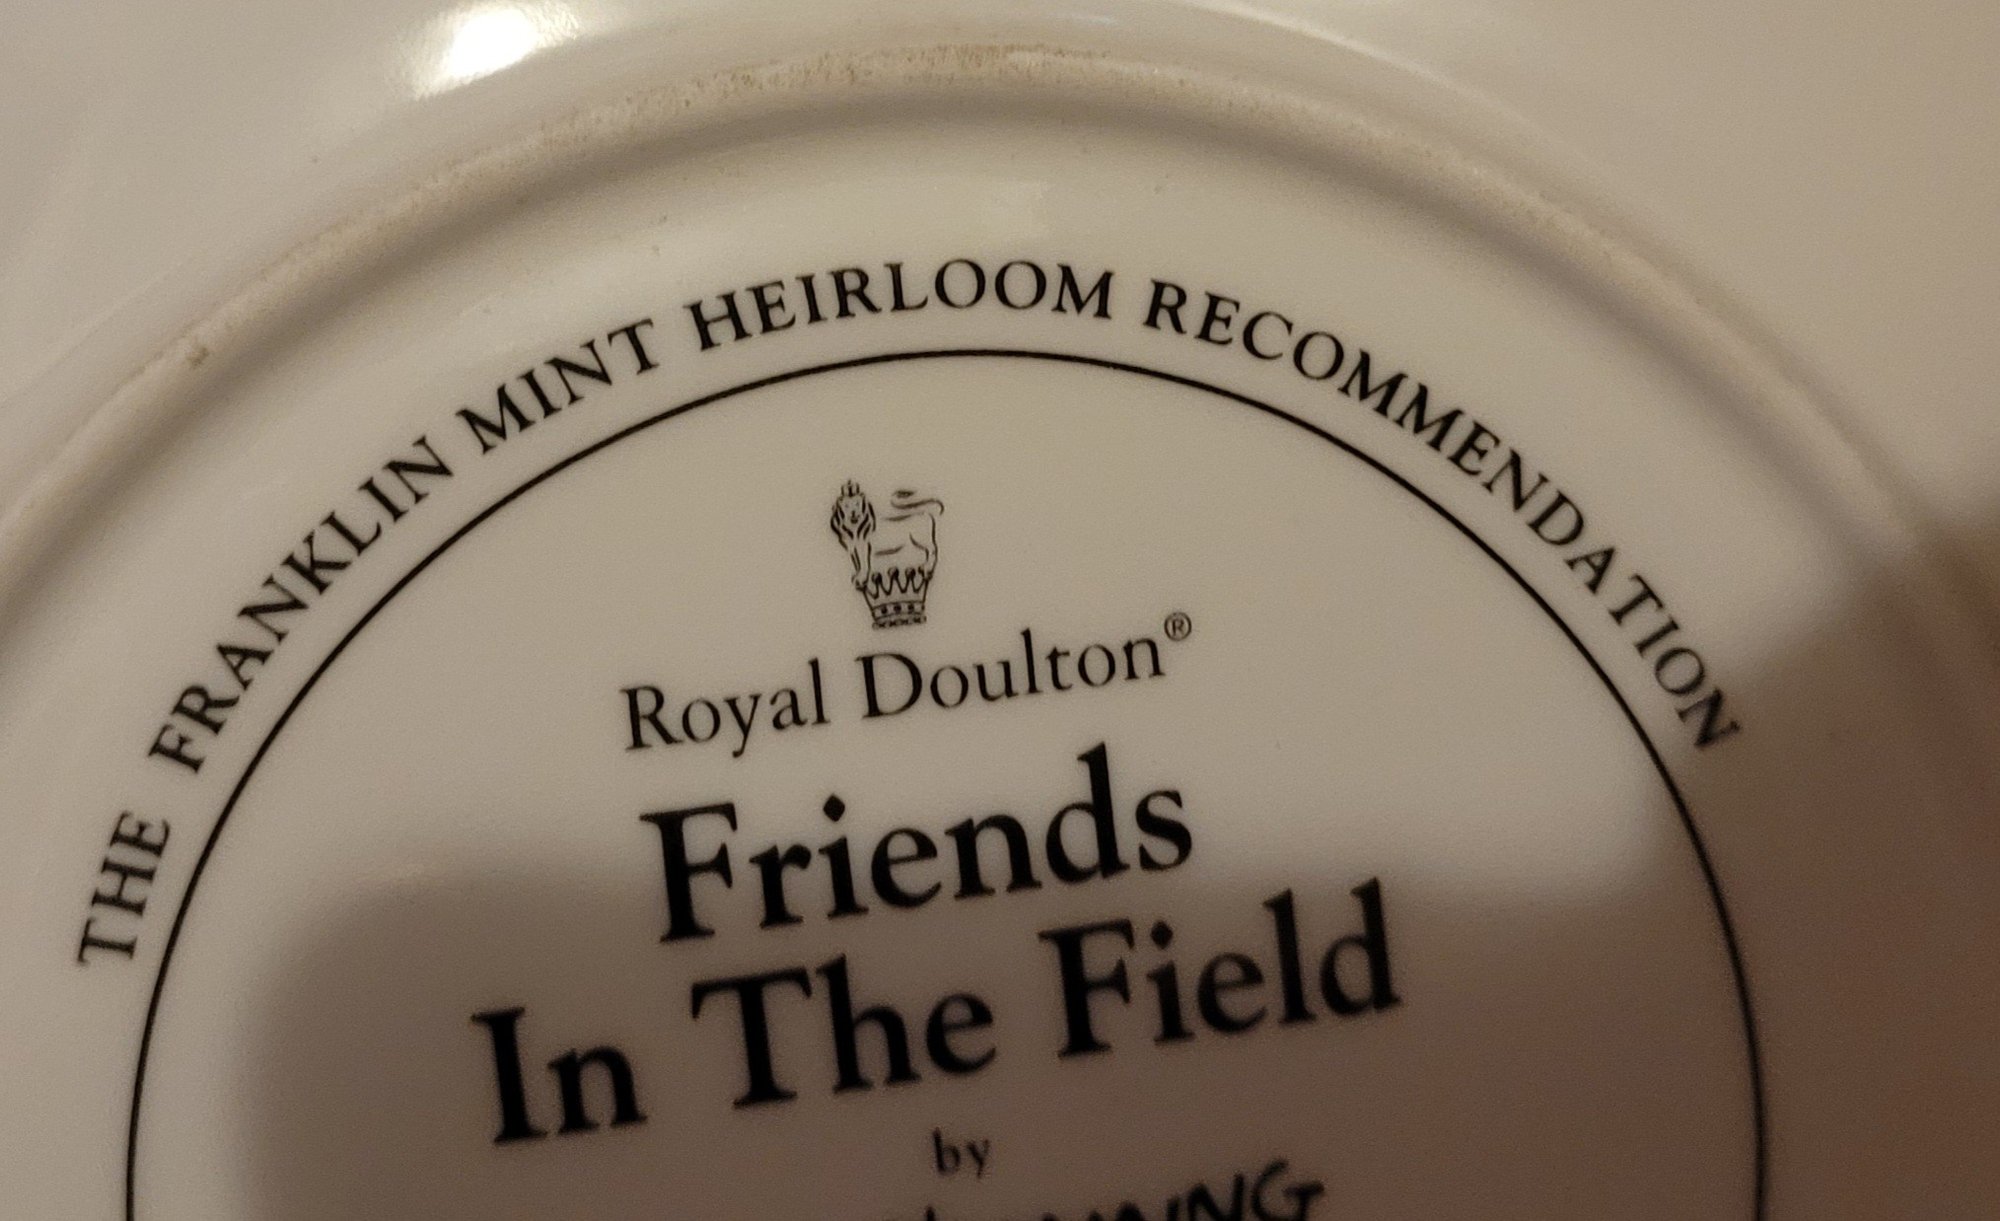 THE FRANKLIN MINT HEIRLOOM RECOMMENDATION
Royal Doulton®
Friends
In The Field
by